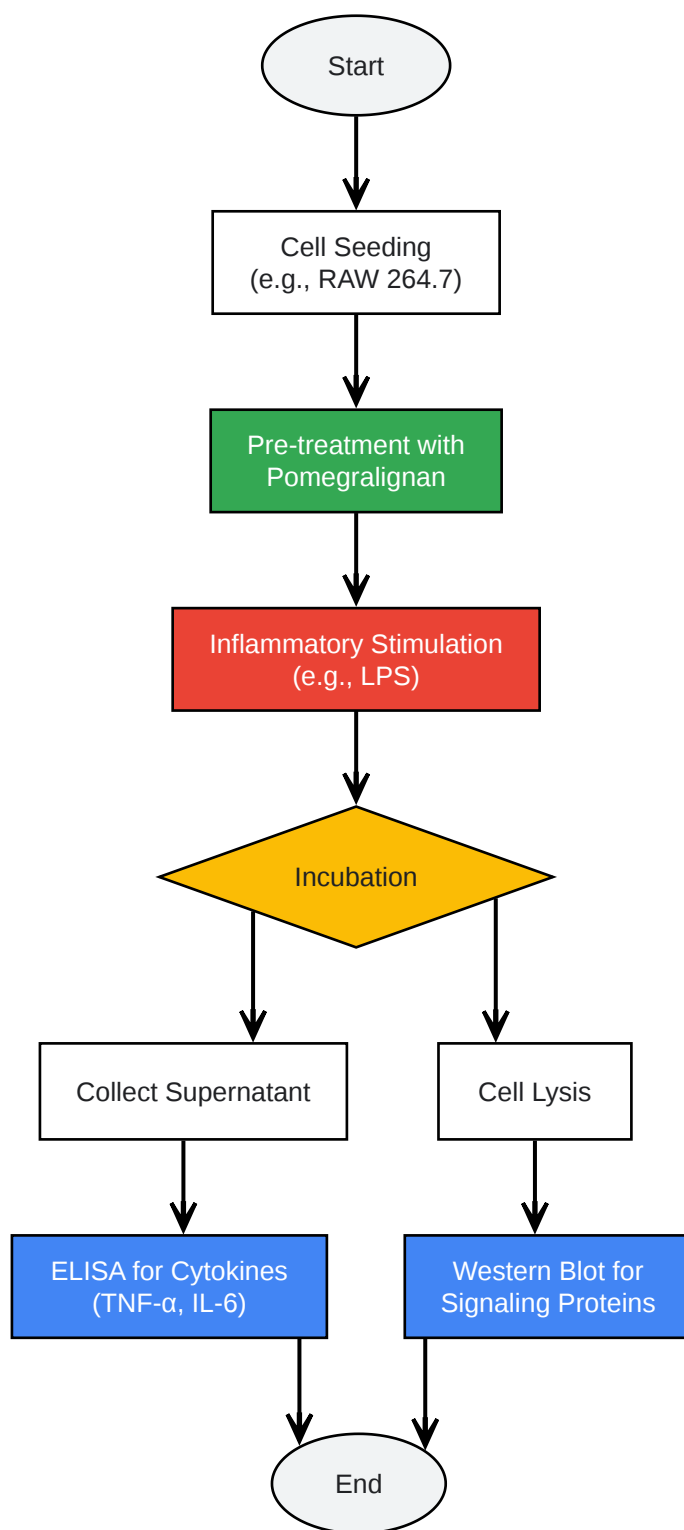 Start
Cell Seeding
(e.g., RAW 264.7)
Pre-treatment with
Pomegralignan
Inflammatory Stimulation
(e.g., LPS)
Incubation
Collect Supernatant
Cell Lysis
ELISA for Cytokines
(TNF-α, IL-6)
Western Blot for
Signaling Proteins
End